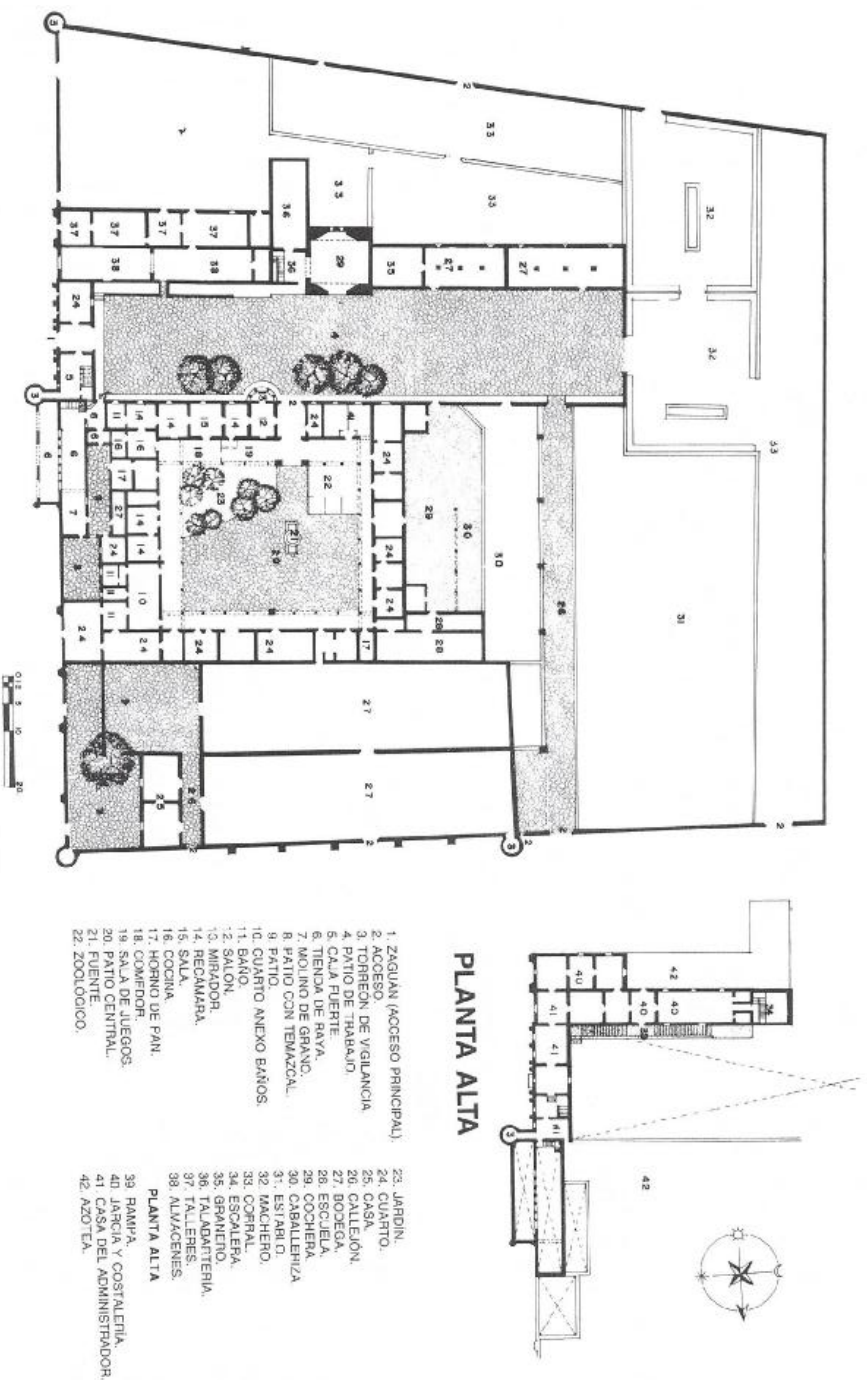 PLANTA ALTA
1. ZAGUÁN (ACCESO PRINCIPAL).
2. ACCESO.
3. TORREÓN DE VIGILANCIA
4. PATIO DE TRABAJO.
5. CAJA FUERTE.
6. TIENDA DE RAYA.
7. MOLINO DE GRANO.
8. PATIO CON TEMAZCAL.
9. PATIO.
10. CUARTO ANEXO BAÑOS.
11. BAÑO.
12. SALÓN.
13. MIRADOR.
14. RECÁMARA.
15. SALA.
16. COCINA.
17. HORNO DE PAN.
18. COMEDOR.
19. SALA DE JUEGOS.
20. PATIO CENTRAL.
21. FUENTE.
22. ZOOLÓGICO.
23. JARDÍN.
24. CUARTO.
25. CASA.
26. CALLEJÓN.
27. BODEGA.
28. ESCUELA.
29. COCHERA.
30. CABALLERIZA
31. ESTABLO.
32. MACHERO.
33. CORRAL.
34. ESCALERA.
35. GRANERO.
36. TALABARTERÍA.
37. TALLERES.
38. ALMACENES.
PLANTA ALTA
39. RAMPA.
40. JARCIA Y COSTALERÍA.
41. CASA DEL ADMINISTRADOR.
42. AZOTEA.